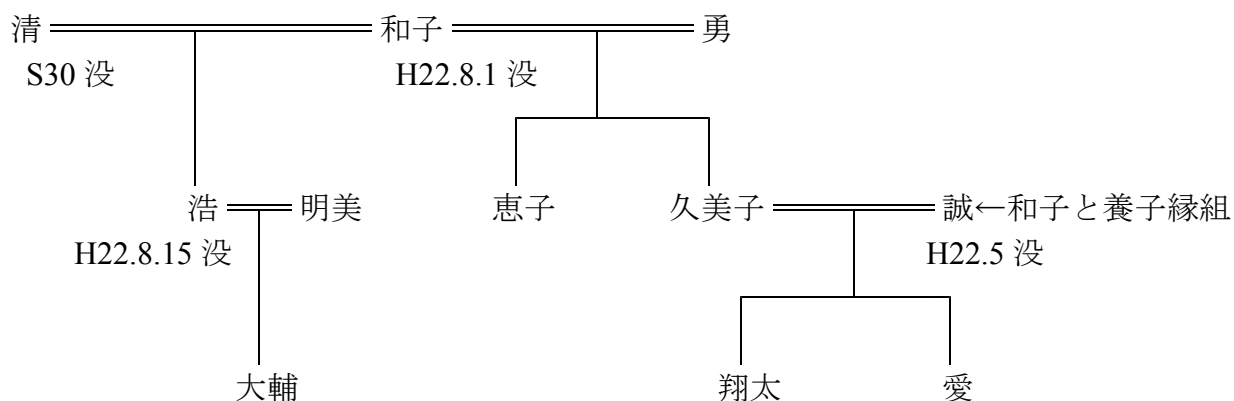 清 和子 勇
S30 没 H22.8.1 没
浩 明美 恵子 久美子 誠←和子と養子縁組
H22.8.15 没 H22.5 没
大輔 翔太 愛